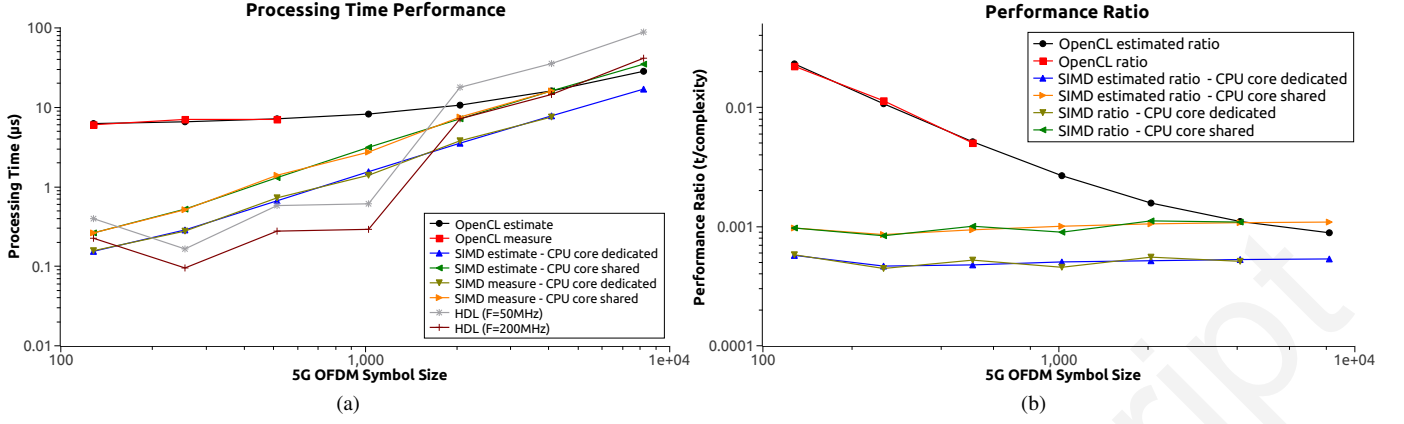 Processing Time Performance
Processing Time (µs)
100
10
1
0.1
0.01
100
1,000
1e+04
5G OFDM Symbol Size
OpenCL estimate
OpenCL measure
SIMD estimate - CPU core dedicated
SIMD estimate - CPU core shared
SIMD measure - CPU core dedicated
SIMD measure - CPU core shared
HDL (F=50MHz)
HDL (F=200MHz)
(a)
Performance Ratio
Performance Ratio (t/complexity)
0.01
0.001
0.0001
100
1,000
1e+04
5G OFDM Symbol Size
OpenCL estimated ratio
OpenCL ratio
SIMD estimated ratio - CPU core dedicated
SIMD estimated ratio - CPU core shared
SIMD ratio - CPU core dedicated
SIMD ratio - CPU core shared
(b)
ript